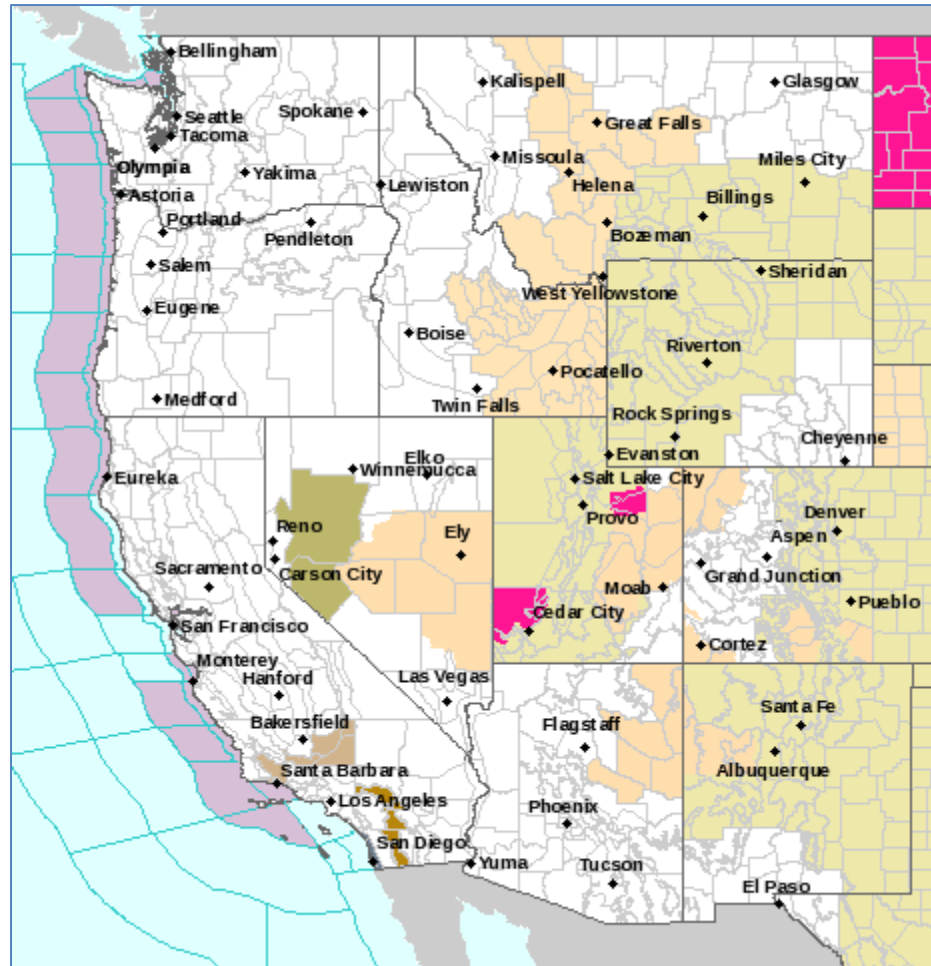 Bellingham
Kalispell
Glasgow
Seattle
Spokane
Great Falls
Tacoma
Olympia
Missoula
Miles City
Yakima
Helena
Lewiston
Astoria
Billings
Portland
Pendleton
Bozeman
Salem
Sheridan
West Yellowstone
Eugene
Boise
Riverton
Pocatello
Medford
Twin Falls
Rock Springs
Cheyenne
Elko
Evanston
Winnemucca
Eureka
Salt Lake City
Provo
Denver
Reno
Ely
Aspen
Sacramento
Carson City
Grand Junction
Moab
Pueblo
Cedar City
San Francisco
Cortez
Monterey
Hanford
Las Vegas
Santa Fe
Bakersfield
Flagstaff
Albuquerque
Santa Barbara
Los Angeles
Phoenix
San Diego
Yuma
Tucson
El Paso